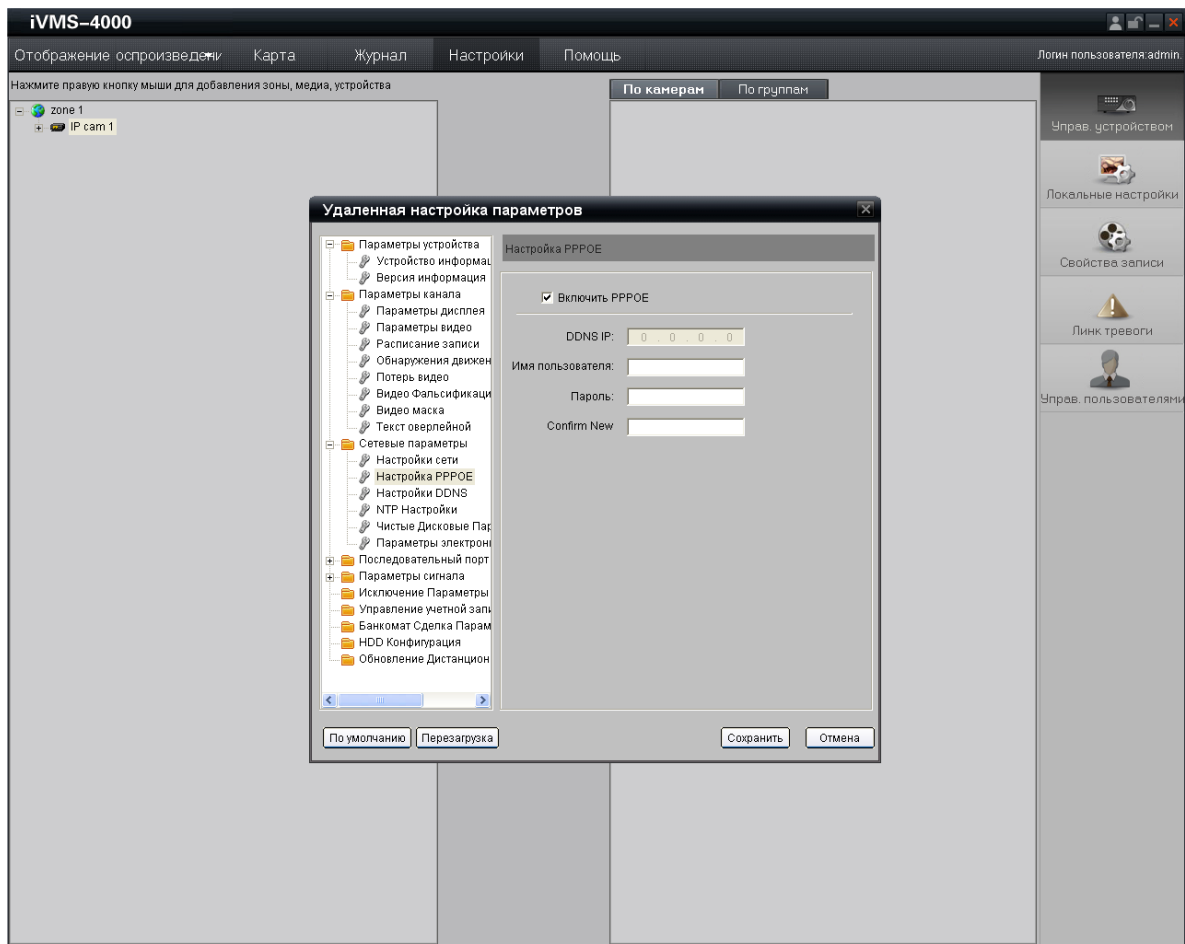 iVMS-4000
Отображение оспроизведени Карта Журнал Настройки Помощь Логин пользователя:admin.
Нажмите правую кнопку мыши для добавления зоны, медиа, устройства
zone 1
IP cam 1
По камерам По группам
Управ. устройством
Локальные настройки
Свойства записи
Линк тревоги
Управ. пользователями
Удаленная настройка параметров
Параметры устройства
Устройство информац
Версия информация
Параметры канала
Параметры дисплея
Параметры видео
Расписание записи
Обнаружения движен
Потерь видео
Видео Фальсификаци
Видео маска
Текст оверлейной
Сетевые параметры
Настройки сети
Настройка PPPOE
Настройки DDNS
NTP Настройки
Чистые Дисковые Пар
Параметры электрон
Последовательный порт
Параметры сигнала
Исключение Параметры
Управление учетной запи
Банкомат Сделка Парам
HDD Конфигурация
Обновление Дистанцион
Настройка PPPOE
Включить PPPOE
DDNS IP: 0 . 0 . 0 . 0
Имя пользователя:
Пароль:
Confirm New
По умолчанию Перезагрузка Сохранить Отмена